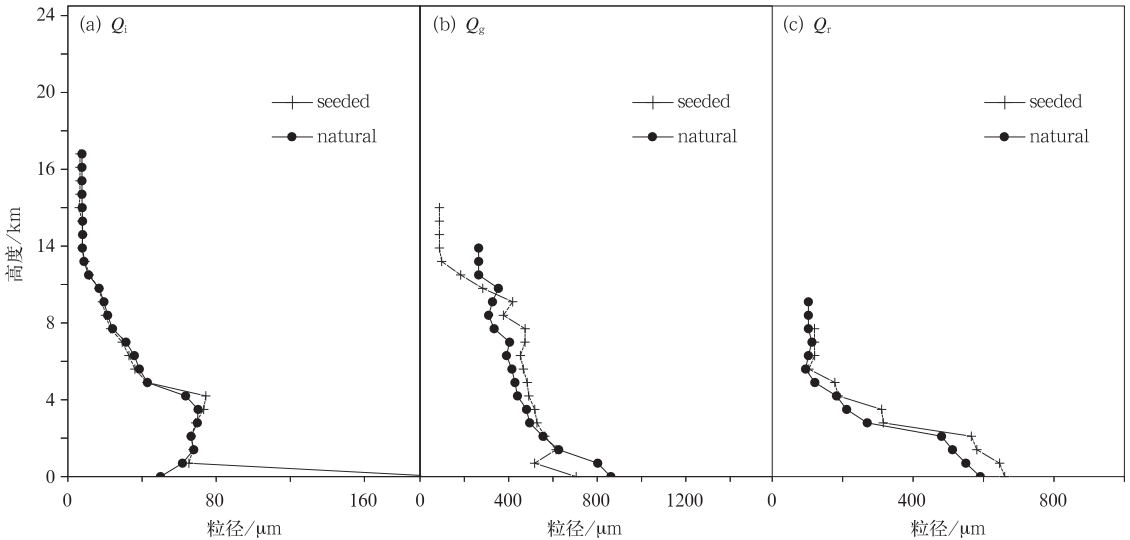 (a) Qi
(b) Qg
(c) Qr
seeded
natural
seeded
natural
seeded
natural
高度/km
24
20
16
14
8
4
0
0 80 160
0 400 800 1200
0 400 800
粒径/μm
粒径/μm
粒径/μm